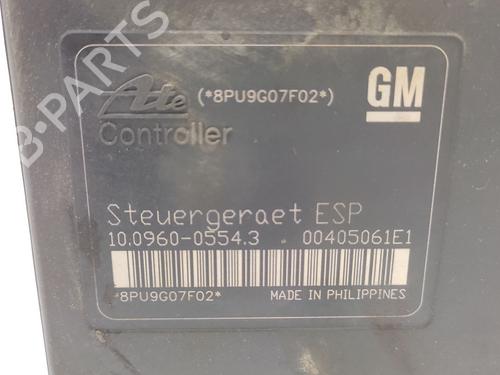 Ate (*8PU9G07F02*) GM
Controller
Steuergeraet ESP
10.0960-0554.3 00405061E1
*8PU9G07F02* MADE IN PHILIPPINES
B-PARTS